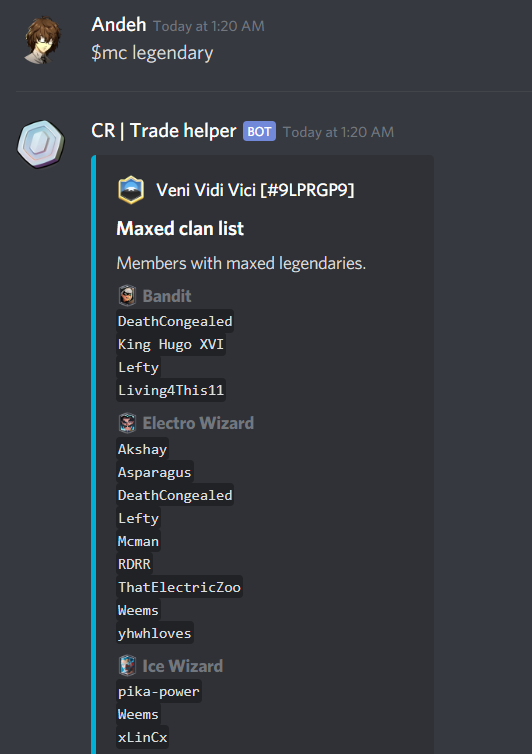 Andeh Today at 1:20 AM
$mc legendary
CR | Trade helper BOT Today at 1:20 AM
Veni Vidi Vici [#9LPRGP9]
Maxed clan list
Members with maxed legendaries.
Bandit
DeathCongealed
King Hugo XVI
Lefty
Living4This11
Electro Wizard
Akshay
Asparagus
DeathCongealed
Lefty
Mcman
RDRR
ThatElectricZoo
Weems
yhwhloves
Ice Wizard
pika-power
Weems
xLinCx